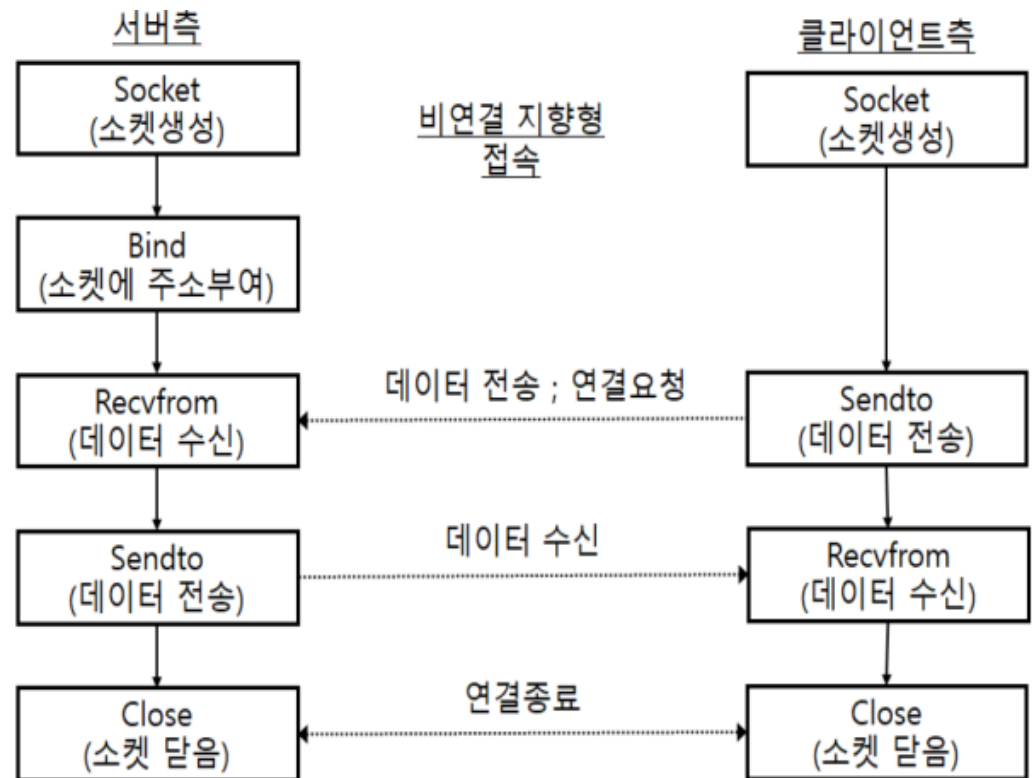 서버측
클라이언트측
Socket
(소켓생성)
비연결 지향형
접속
Socket
(소켓생성)
Bind
(소켓에 주소부여)
데이터 전송 ; 연결요청
Recvfrom
(데이터 수신)
Sendto
(데이터 전송)
데이터 수신
Sendto
(데이터 전송)
Recvfrom
(데이터 수신)
연결종료
Close
(소켓 닫음)
Close
(소켓 닫음)